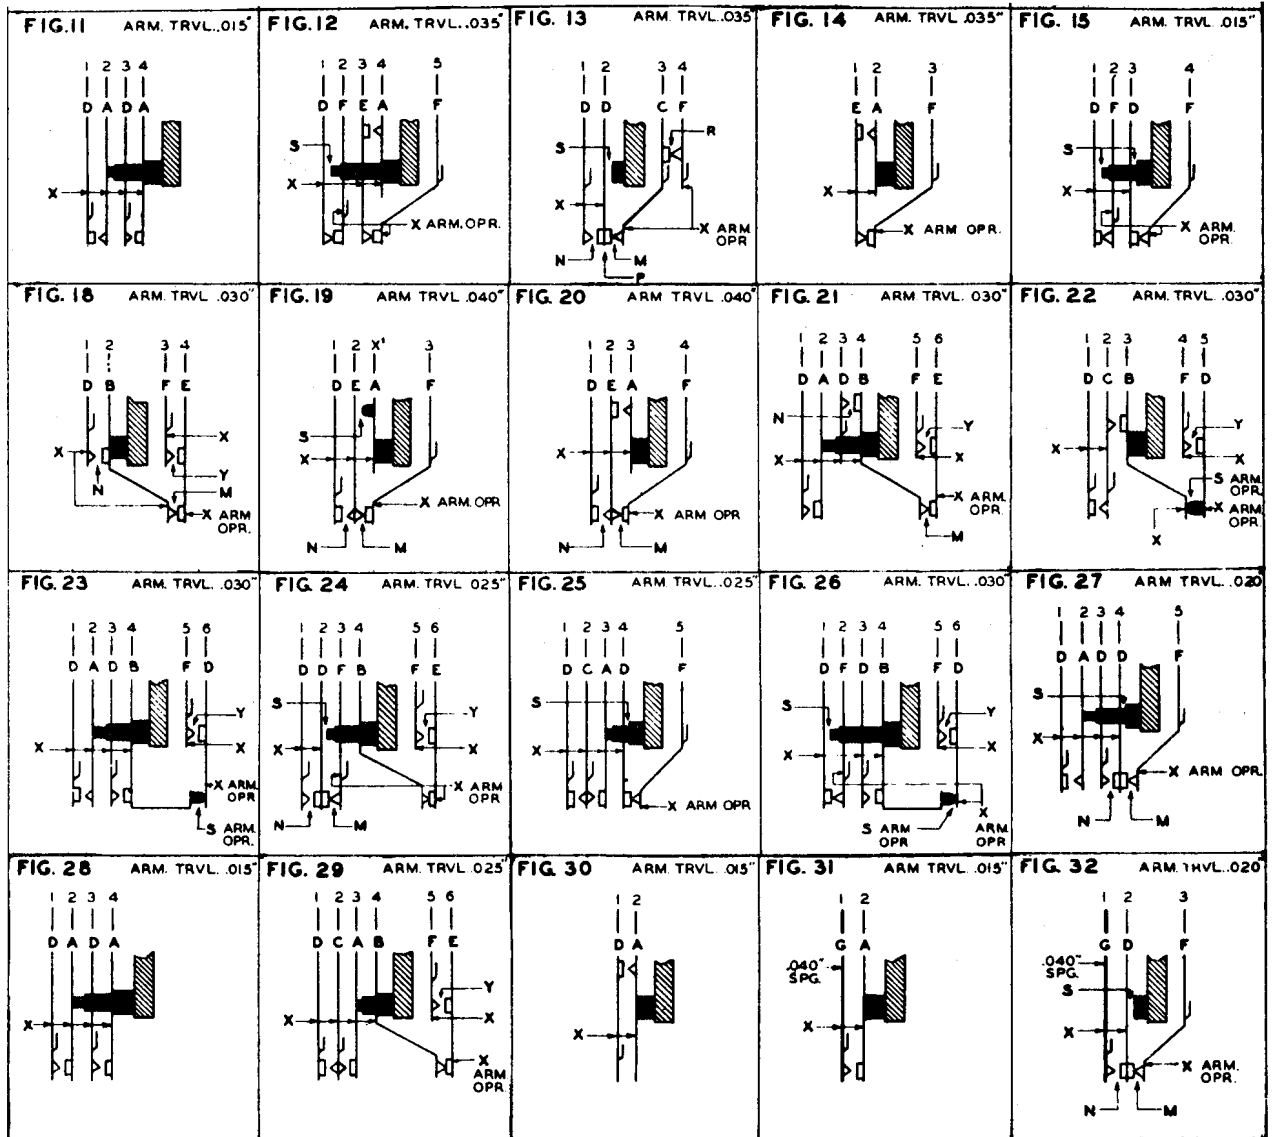 FIG.11 ARM. TRVL. .015"
1 2 3 4
D A D A
X
FIG.12 ARM. TRVL. .035"
1 2 3 4 5
D F E A F
S
X
X ARM. OPR.
FIG. 13 ARM. TRVL. .035"
1 2 3 4
D D C F
R
S
X
X ARM OPR
N M
P
FIG. 14 ARM TRVL .035"
1 2 3
E A F
X
X ARM OPR.
FIG. 15 ARM. TRVL. .015"
1 2 3 4
D F D F
S
X
X ARM. OPR.
FIG. 18 ARM TRVL .030"
1 2 3 4
D B F E
X
X
Y
N
M
X ARM OPR.
FIG. 19 ARM TRVL .040"
1 2 X' 3
D E A F
S
X
X ARM. OPR.
N M
FIG. 20 ARM TRVL .040"
1 2 3 4
D E A F
X
X ARM OPR
N M
FIG. 21 ARM TRVL. 030"
1 2 3 4 5 6
D A D B F E
N
Y
X
X
X ARM. OPR.
M
FIG. 22 ARM. TRVL. .030"
1 2 3 4 5
D C B F D
Y
X
X
S ARM. OPR.
X ARM. OPR.
X
FIG. 23 ARM. TRVL. .030"
1 2 3 4 5 6
D A D B F D
Y
X
X
X ARM. OPR
S ARM. OPR.
FIG. 24 ARM TRVL 025"
1 2 3 4 5 6
D D F B F E
S
Y
X
X
X ARM OPR
N M
FIG. 25 ARM TRVL. .025"
1 2 3 4 5
D C A D F
S
X
X ARM OPR
FIG. 26 ARM TRVL. .030"
1 2 3 4 5 6
D F D B F D
S
Y
X
X
S ARM OPR
X ARM OPR
FIG. 27 ARM TRVL. .020
1 2 3 4 5
D A D D F
S
X
X ARM OPR.
N M
FIG. 28 ARM TRVL. .015"
1 2 3 4
D A D A
X
FIG. 29 ARM TRVL .025"
1 2 3 4 5 6
D C A B F E
Y
X
X
X ARM OPR.
FIG. 30 ARM. TRVL. .015"
1 2
D A
X
FIG. 31 ARM. TRVL. .015"
1 2
G A
.040" SPG.
X
FIG. 32 ARM. TRVL. .020"
1 2 3
G D F
.040" SPG.
S
X
X ARM. OPR.
N M